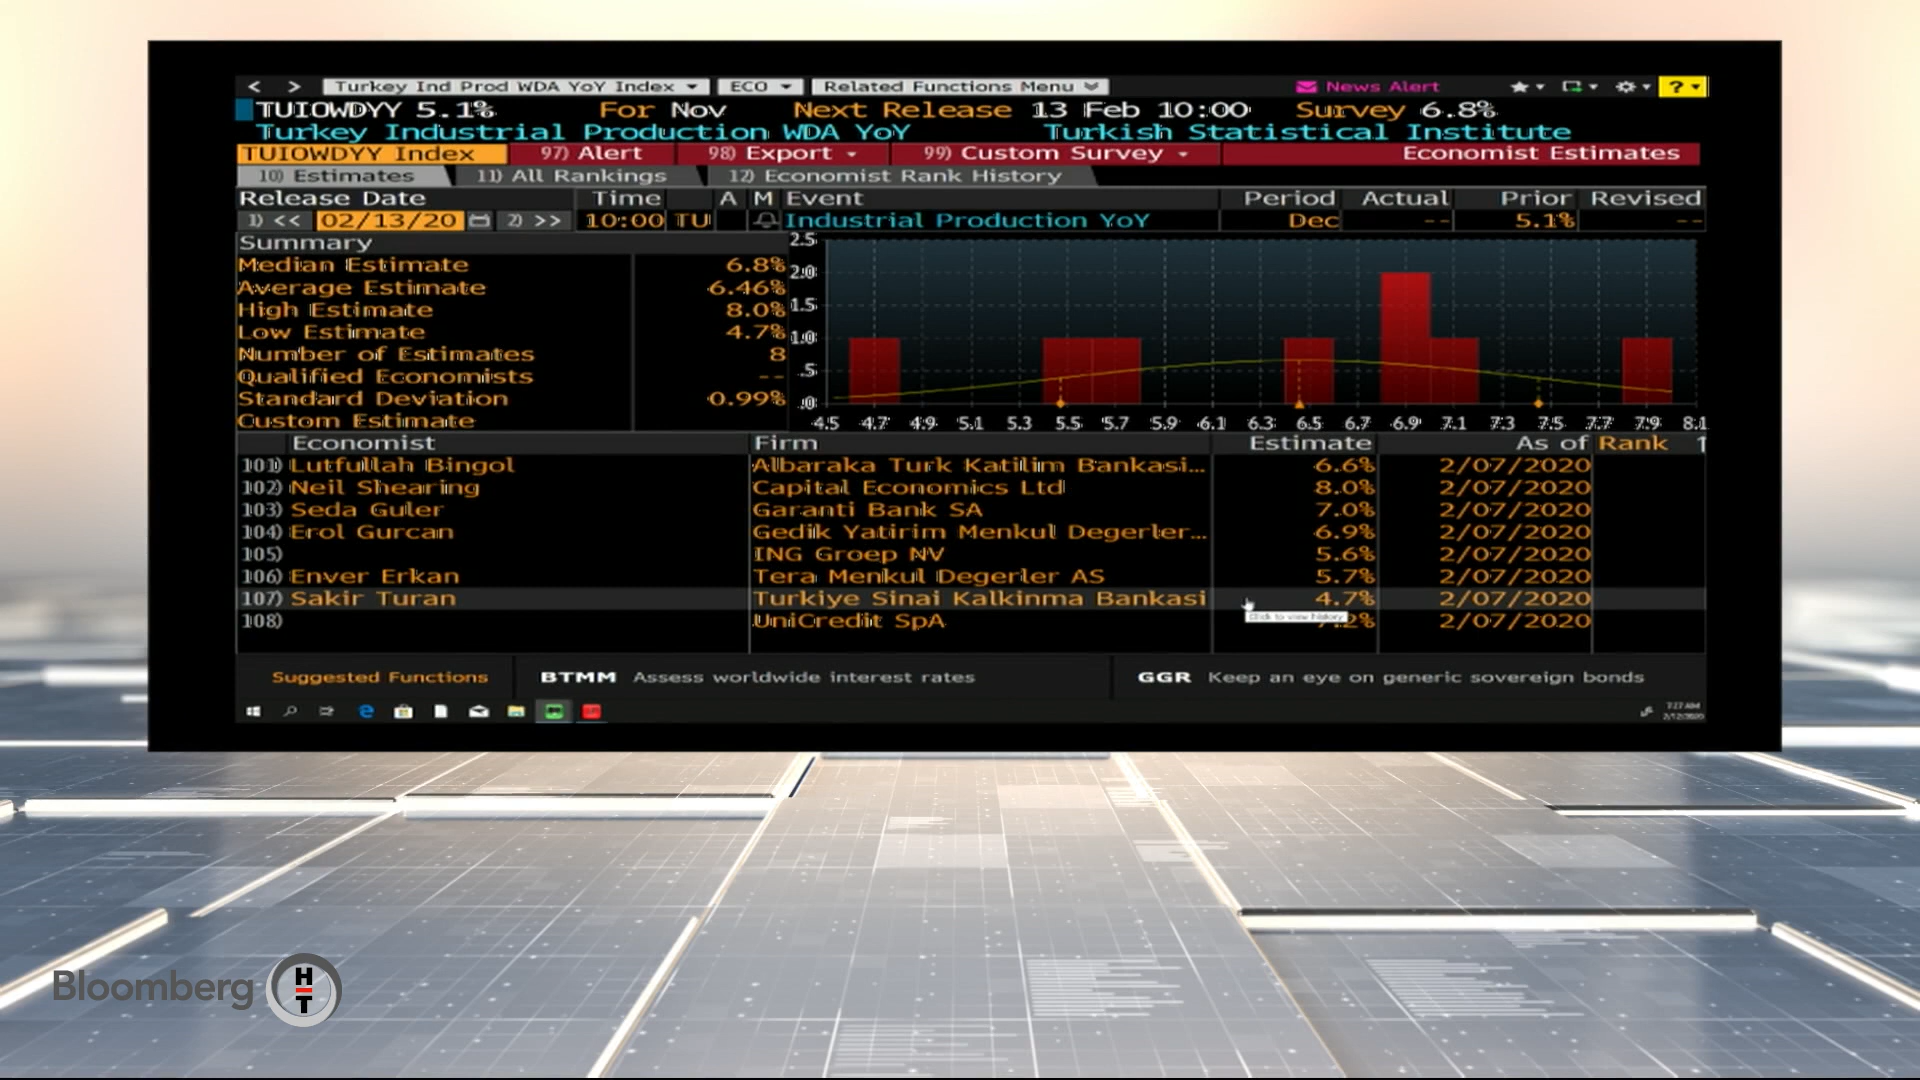 < > Turkey Ind Prod WDA YoY Index ECO Related Functions Menu News Alert ?
TUIOWDYY 5.1% For Nov Next Release 13 Feb 10:00 Survey 6.8%
Turkey Industrial Production WDA YoY Turkish Statistical Institute
TUIOWDYY Index 97) Alert 98) Export 99) Custom Survey Economist Estimates
10) Estimates 11) All Rankings 12) Economist Rank History
Release Date Time A M Event Period Actual Prior Revised
1) << 02/13/20 2) >> 10:00 TU Industrial Production YoY Dec -- 5.1% --
Summary
Median Estimate 6.8%
Average Estimate 6.46%
High Estimate 8.0%
Low Estimate 4.7%
Number of Estimates 8
Qualified Economists --
Standard Deviation 0.99%
Custom Estimate
2.5
2.0
1.5
1.0
.5
.0
4.5 4.7 4.9 5.1 5.3 5.5 5.7 5.9 6.1 6.3 6.5 6.7 6.9 7.1 7.3 7.5 7.7 7.9 8.1
Economist Firm Estimate As of Rank ↑
101) Lutfullah Bingol Albaraka Turk Katilim Bankasi... 6.6% 2/07/2020
102) Neil Shearing Capital Economics Ltd 8.0% 2/07/2020
103) Seda Guler Garanti Bank SA 7.0% 2/07/2020
104) Erol Gurcan Gedik Yatirim Menkul Degerler... 6.9% 2/07/2020
105) ING Groep NV 5.6% 2/07/2020
106) Enver Erkan Tera Menkul Degerler AS 5.7% 2/07/2020
107) Sakir Turan Turkiye Sinai Kalkinma Bankasi 4.7% 2/07/2020
Click to view history
108) UniCredit SpA 7.2% 2/07/2020
Suggested Functions BTMM Assess worldwide interest rates GGR Keep an eye on generic sovereign bonds
7:27 AM
2/12/2020
Bloomberg HT